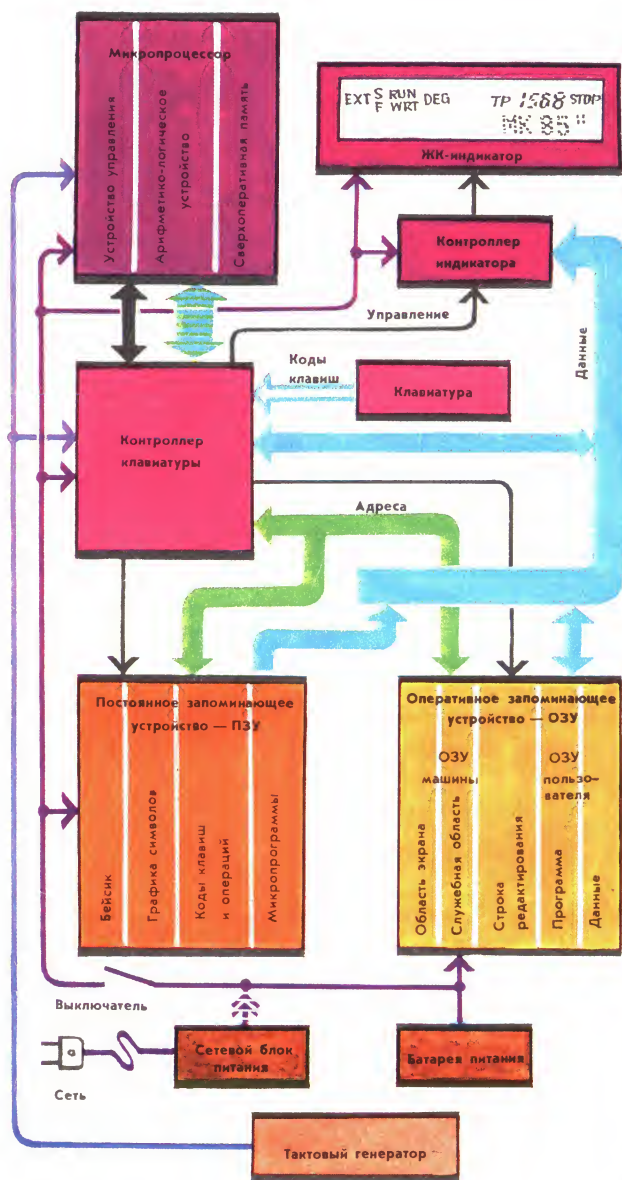 Микропроцессор
Устройство управления
Арифметико-логическое
устройство
Сверхоперативная память
EXT S RUN DEG TP 1568 STOP
F WRT
MK 85"
ЖК-индикатор
Контроллер
индикатора
Управление
Данные
Коды
клавиш
Клавиатура
Контроллер
клавиатуры
Адреса
Постоянное запоминающее
устройство — ПЗУ
Бейсик
Графика символов
Коды клавиш
и операций
Микропрограммы
Оперативное запоминающее
устройство — ОЗУ
ОЗУ
машины
ОЗУ
пользо-
вателя
Область экрана
Служебная область
Строка
редактирования
Программа
Данные
Выключатель
Сеть
Сетевой блок
питания
Батарея питания
Тактовый генератор